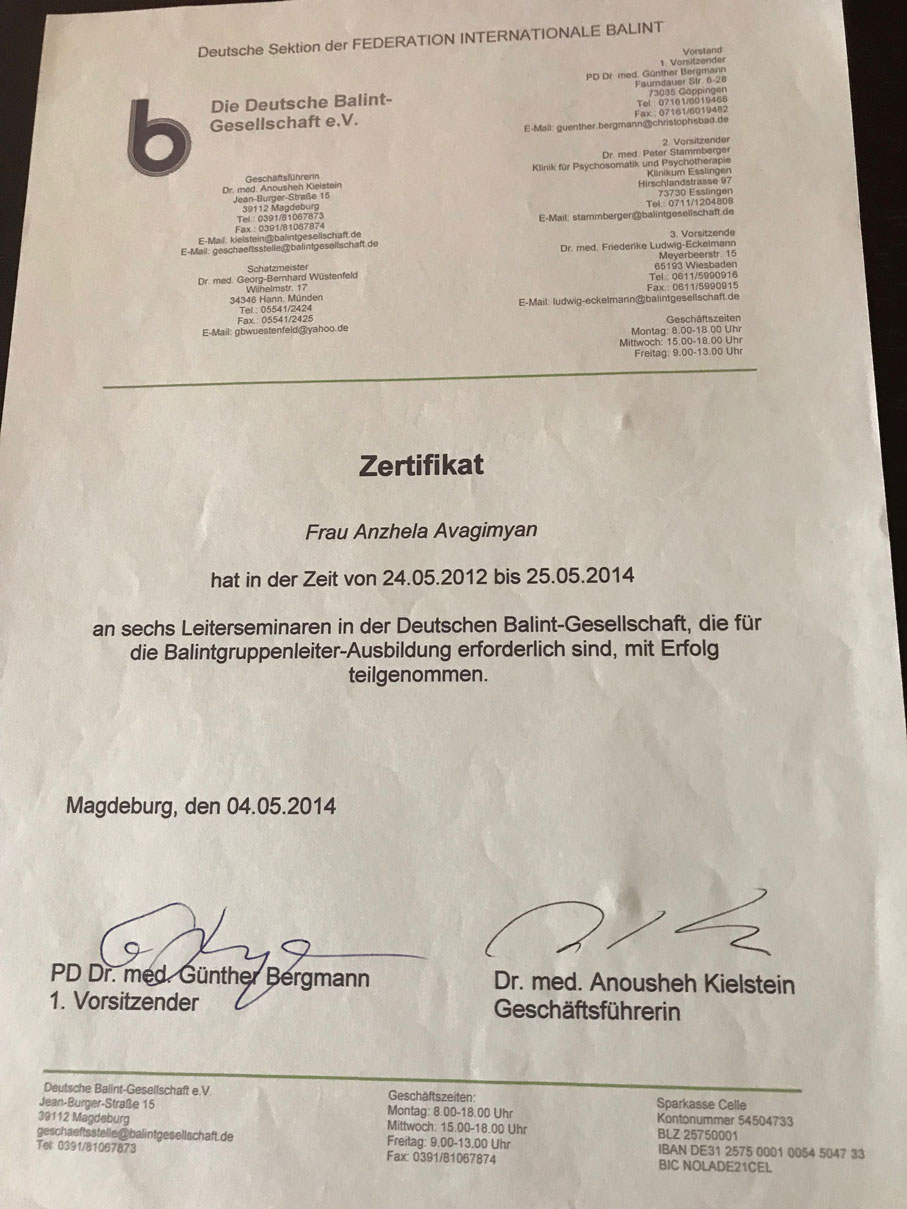 Deutsche Sektion der FEDERATION INTERNATIONALE BALINT
b
Die Deutsche Balint-
Gesellschaft e.V.
Geschäftsführerin
Dr. med. Anousheh Kielstein
Jean-Burger-Straße 15
39112 Magdeburg
Tel.: 0391/81067873
Fax.: 0391/81067874
E-Mail: kielstein@balintgesellschaft.de
E-Mail: geschaeftsstelle@balintgesellschaft.de
Schatzmeister
Dr. med. Georg-Bernhard Wüstenfeld
Wilhelmstr. 17
34346 Hann. Münden
Tel.: 05541/2424
Fax.: 05541/2425
E-Mail: gbwuestenfeld@yahoo.de
Vorstand
1. Vorsitzender
PD Dr. med. Günther Bergmann
Faurndauer Str. 6-28
73035 Göppingen
Tel.: 07161/6019468
Fax.: 07161/6019482
E-Mail: guenther.bergmann@christophsbad.de
2. Vorsitzender
Dr. med. Peter Stammberger
Klinik für Psychosomatik und Psychotherapie
Klinikum Esslingen
Hirschlandstrasse 97
73730 Esslingen
Tel.: 0711/1204808
E-Mail: stammberger@balintgesellschaft.de
3. Vorsitzende
Dr. med. Friederike Ludwig-Eckelmann
Meyerbeerstr. 15
65193 Wiesbaden
Tel.: 0611/5990916
Fax.: 0611/5990915
E-Mail: ludwig-eckelmann@balintgesellschaft.de
Geschäftszeiten
Montag: 8.00-18.00 Uhr
Mittwoch: 15.00-18.00 Uhr
Freitag: 9.00-13.00 Uhr
Zertifikat
Frau Anzhela Avagimyan
hat in der Zeit von 24.05.2012 bis 25.05.2014
an sechs Leiterseminaren in der Deutschen Balint-Gesellschaft, die für
die Balintgruppenleiter-Ausbildung erforderlich sind, mit Erfolg
teilgenommen.
Magdeburg, den 04.05.2014
PD Dr. med. Günther Bergmann
1. Vorsitzender
Dr. med. Anousheh Kielstein
Geschäftsführerin
Deutsche Balint-Gesellschaft e.V.
Jean-Burger-Straße 15
39112 Magdeburg
geschaeftsstelle@balintgesellschaft.de
Tel: 0391/81067873
Geschäftszeiten:
Montag: 8.00-18.00 Uhr
Mittwoch: 15.00-18.00 Uhr
Freitag: 9.00-13.00 Uhr
Fax: 0391/81067874
Sparkasse Celle
Kontonummer 54504733
BLZ 25750001
IBAN DE31 2575 0001 0054 5047 33
BIC NOLADE21CEL